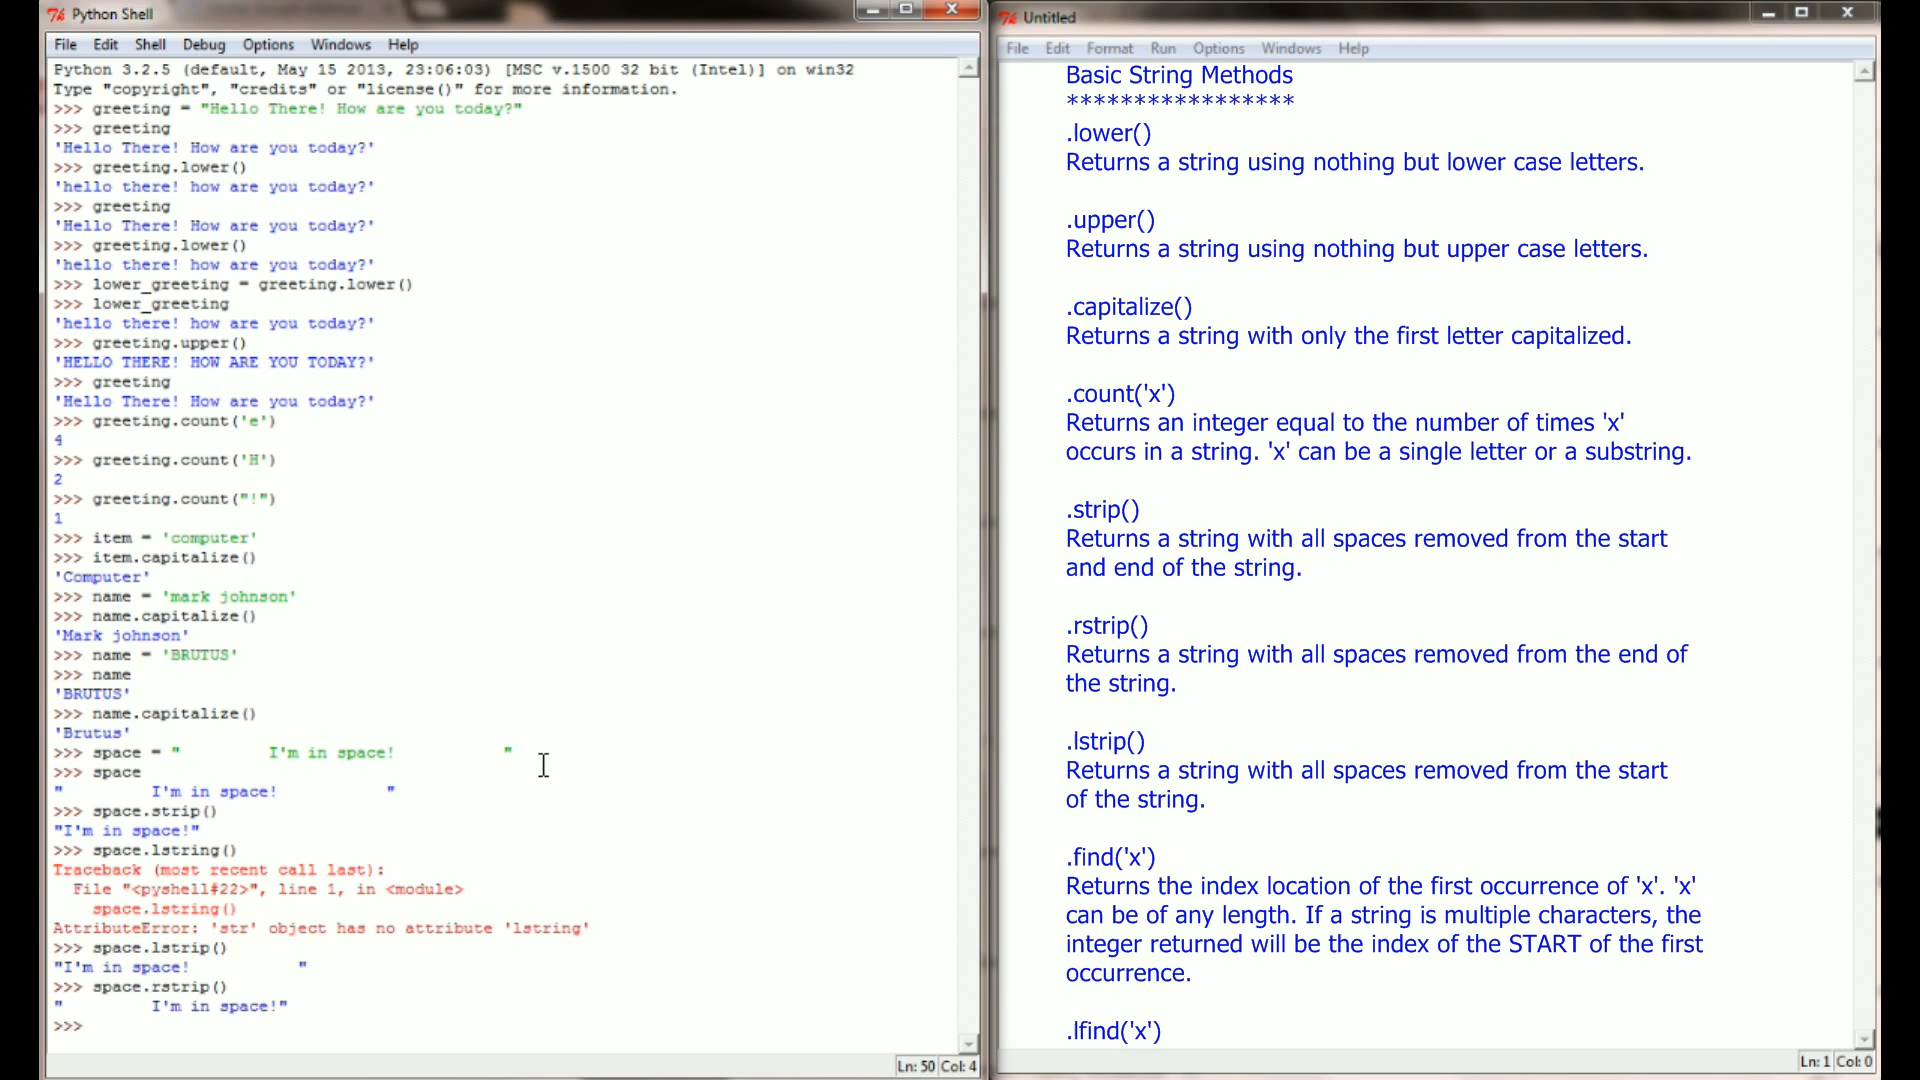 Python Shell
File Edit Shell Debug Options Windows Help
Python 3.2.5 (default, May 15 2013, 23:06:03) [MSC v.1500 32 bit (Intel)] on win32
Type "copyright", "credits" or "license()" for more information.
>>> greeting = "Hello There! How are you today?"
>>> greeting
'Hello There! How are you today?'
>>> greeting.lower()
'hello there! how are you today?'
>>> greeting
'Hello There! How are you today?'
>>> greeting.lower()
'hello there! how are you today?'
>>> lower_greeting = greeting.lower()
>>> lower_greeting
'hello there! how are you today?'
>>> greeting.upper()
'HELLO THERE! HOW ARE YOU TODAY?'
>>> greeting
'Hello There! How are you today?'
>>> greeting.count('e')
4
>>> greeting.count('H')
2
>>> greeting.count("!")
1
>>> item = 'computer'
>>> item.capitalize()
'Computer'
>>> name = 'mark johnson'
>>> name.capitalize()
'Mark johnson'
>>> name = 'BRUTUS'
>>> name
'BRUTUS'
>>> name.capitalize()
'Brutus'
>>> space = "         I'm in space!           "
>>> space
"         I'm in space!           "
>>> space.strip()
"I'm in space!"
>>> space.lstring()
Traceback (most recent call last):
  File "<pyshell#22>", line 1, in <module>
    space.lstring()
AttributeError: 'str' object has no attribute 'lstring'
>>> space.lstrip()
"I'm in space!           "
>>> space.rstrip()
"         I'm in space!"
>>>
Ln: 50 Col: 4
Untitled
File Edit Format Run Options Windows Help
Basic String Methods
*****************
.lower()
Returns a string using nothing but lower case letters.
.upper()
Returns a string using nothing but upper case letters.
.capitalize()
Returns a string with only the first letter capitalized.
.count('x')
Returns an integer equal to the number of times 'x'
occurs in a string. 'x' can be a single letter or a substring.
.strip()
Returns a string with all spaces removed from the start
and end of the string.
.rstrip()
Returns a string with all spaces removed from the end of
the string.
.lstrip()
Returns a string with all spaces removed from the start
of the string.
.find('x')
Returns the index location of the first occurrence of 'x'. 'x'
can be of any length. If a string is multiple characters, the
integer returned will be the index of the START of the first
occurrence.
.lfind('x')
Ln: 1 Col: 0